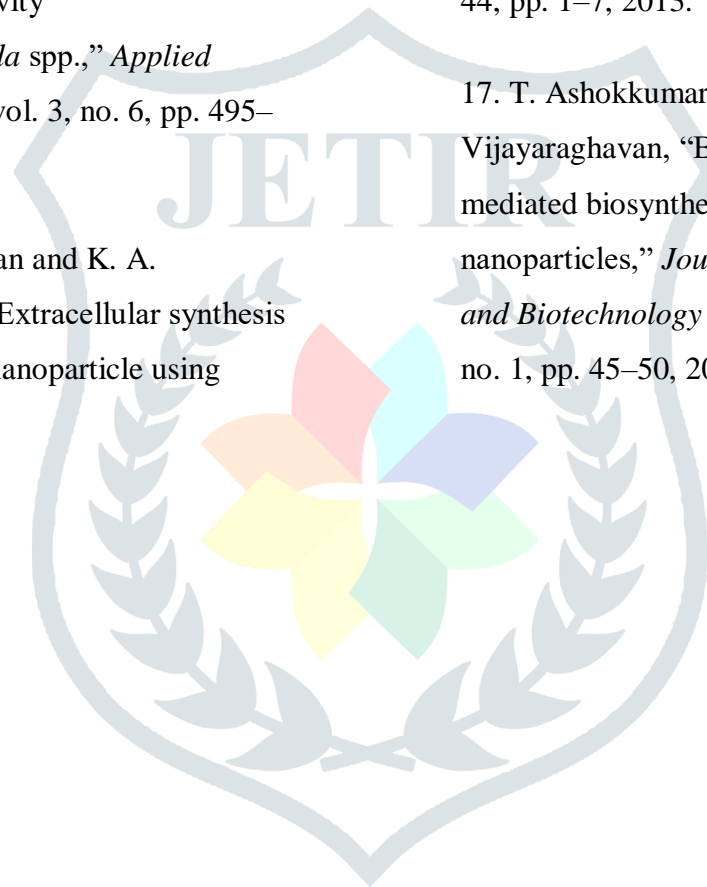 vity
da spp.,” Applied
vol. 3, no. 6, pp. 495–
an and K. A.
Extracellular synthesis
nanoparticle using
44, pp. 1–7, 2013.
17. T. Ashokkumar
Vijayaraghavan, “B
mediated biosynthe
nanoparticles,” Jou
and Biotechnology
no. 1, pp. 45–50, 20
JETIR